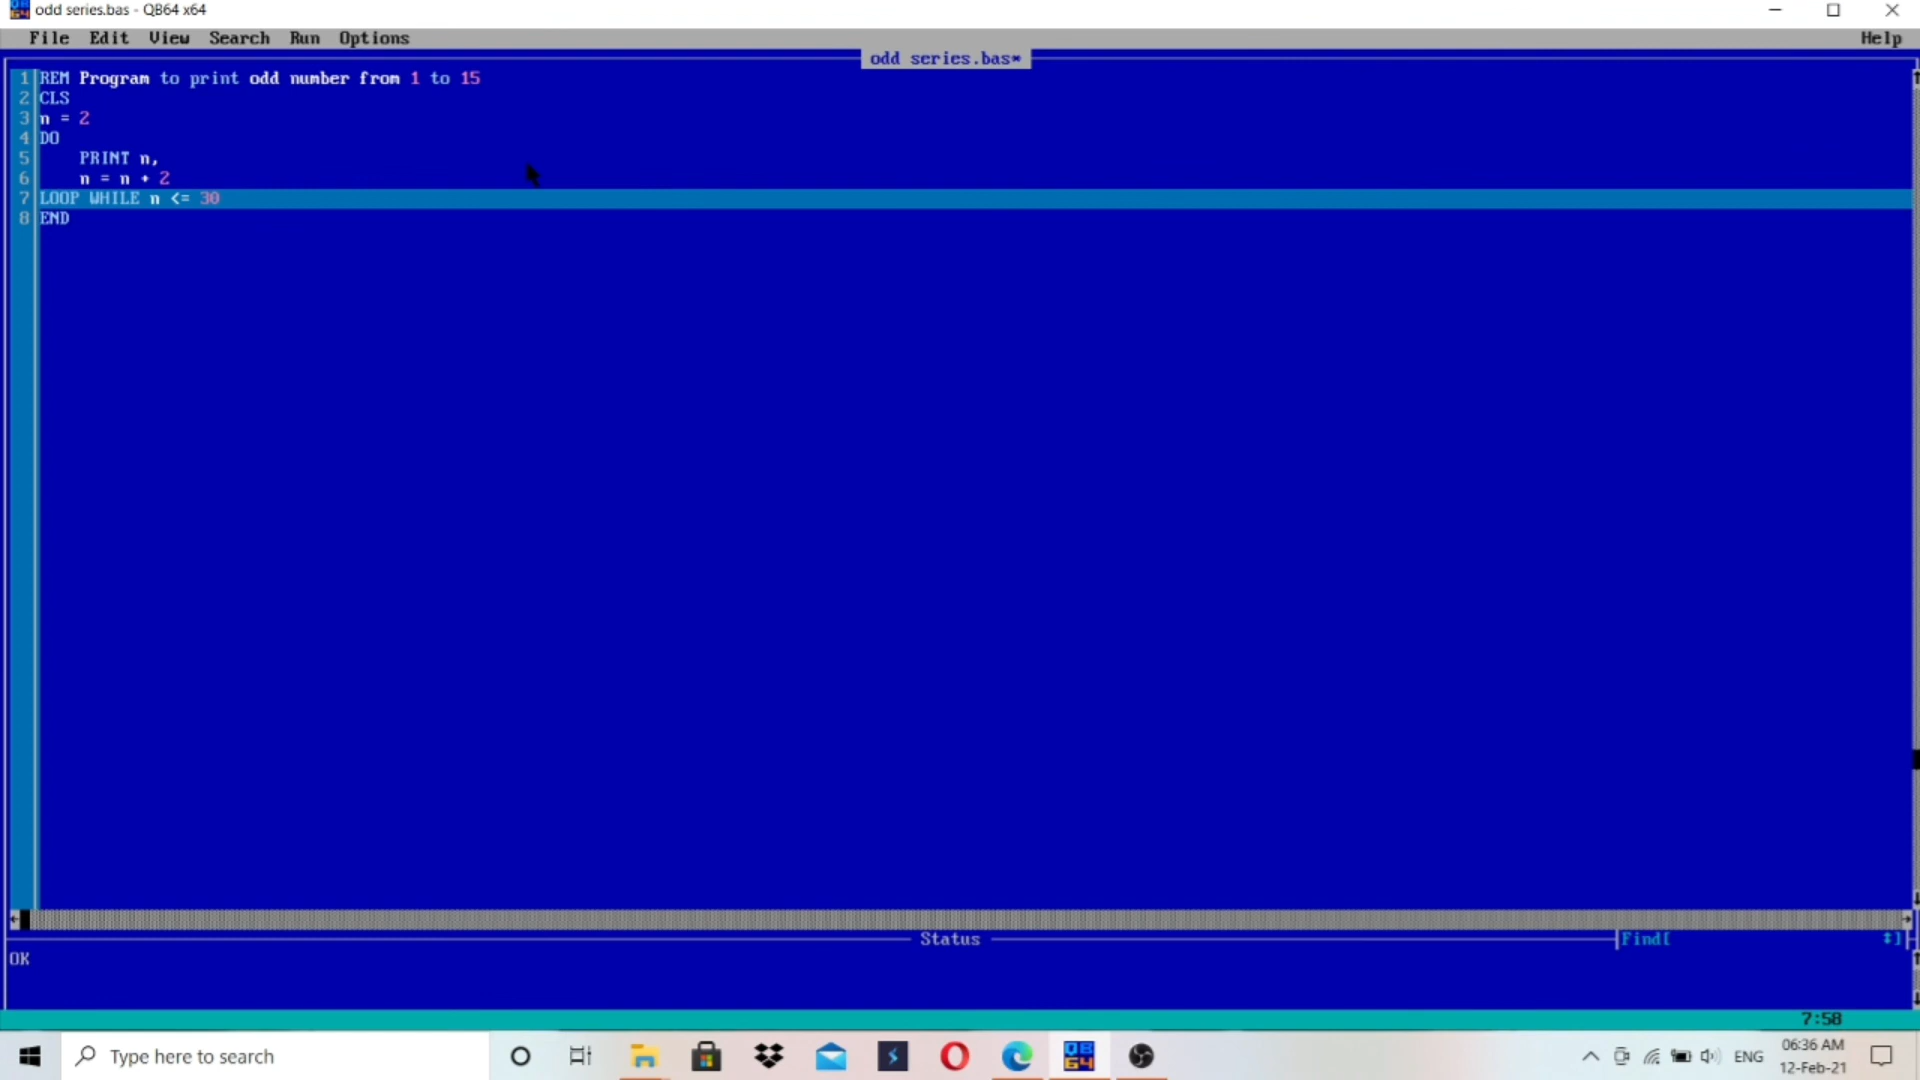 odd series.bas - QB64 x64
File Edit View Search Run Options Help
odd series.bas*
1 REM Program to print odd number from 1 to 15
2 CLS
3 n = 2
4 DO
5 PRINT n,
6 n = n + 2
7 LOOP WHILE n <= 30
8 END
Status
Find[ ]
OK
7:58
Type here to search
QB64
ENG
06:36 AM
12-Feb-21